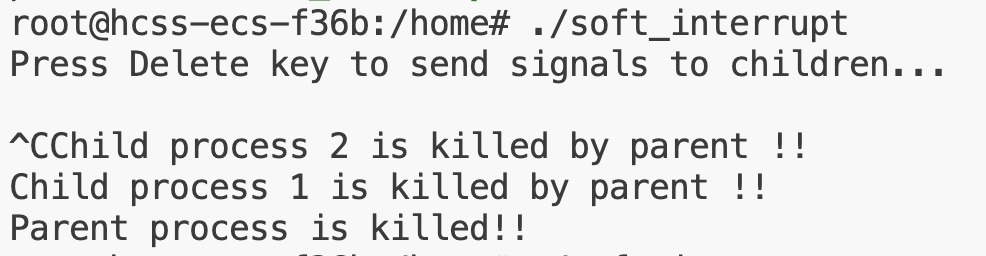 root@hcss-ecs-f36b:/home# ./soft_interrupt
Press Delete key to send signals to children...
^CChild process 2 is killed by parent !!
Child process 1 is killed by parent !!
Parent process is killed!!